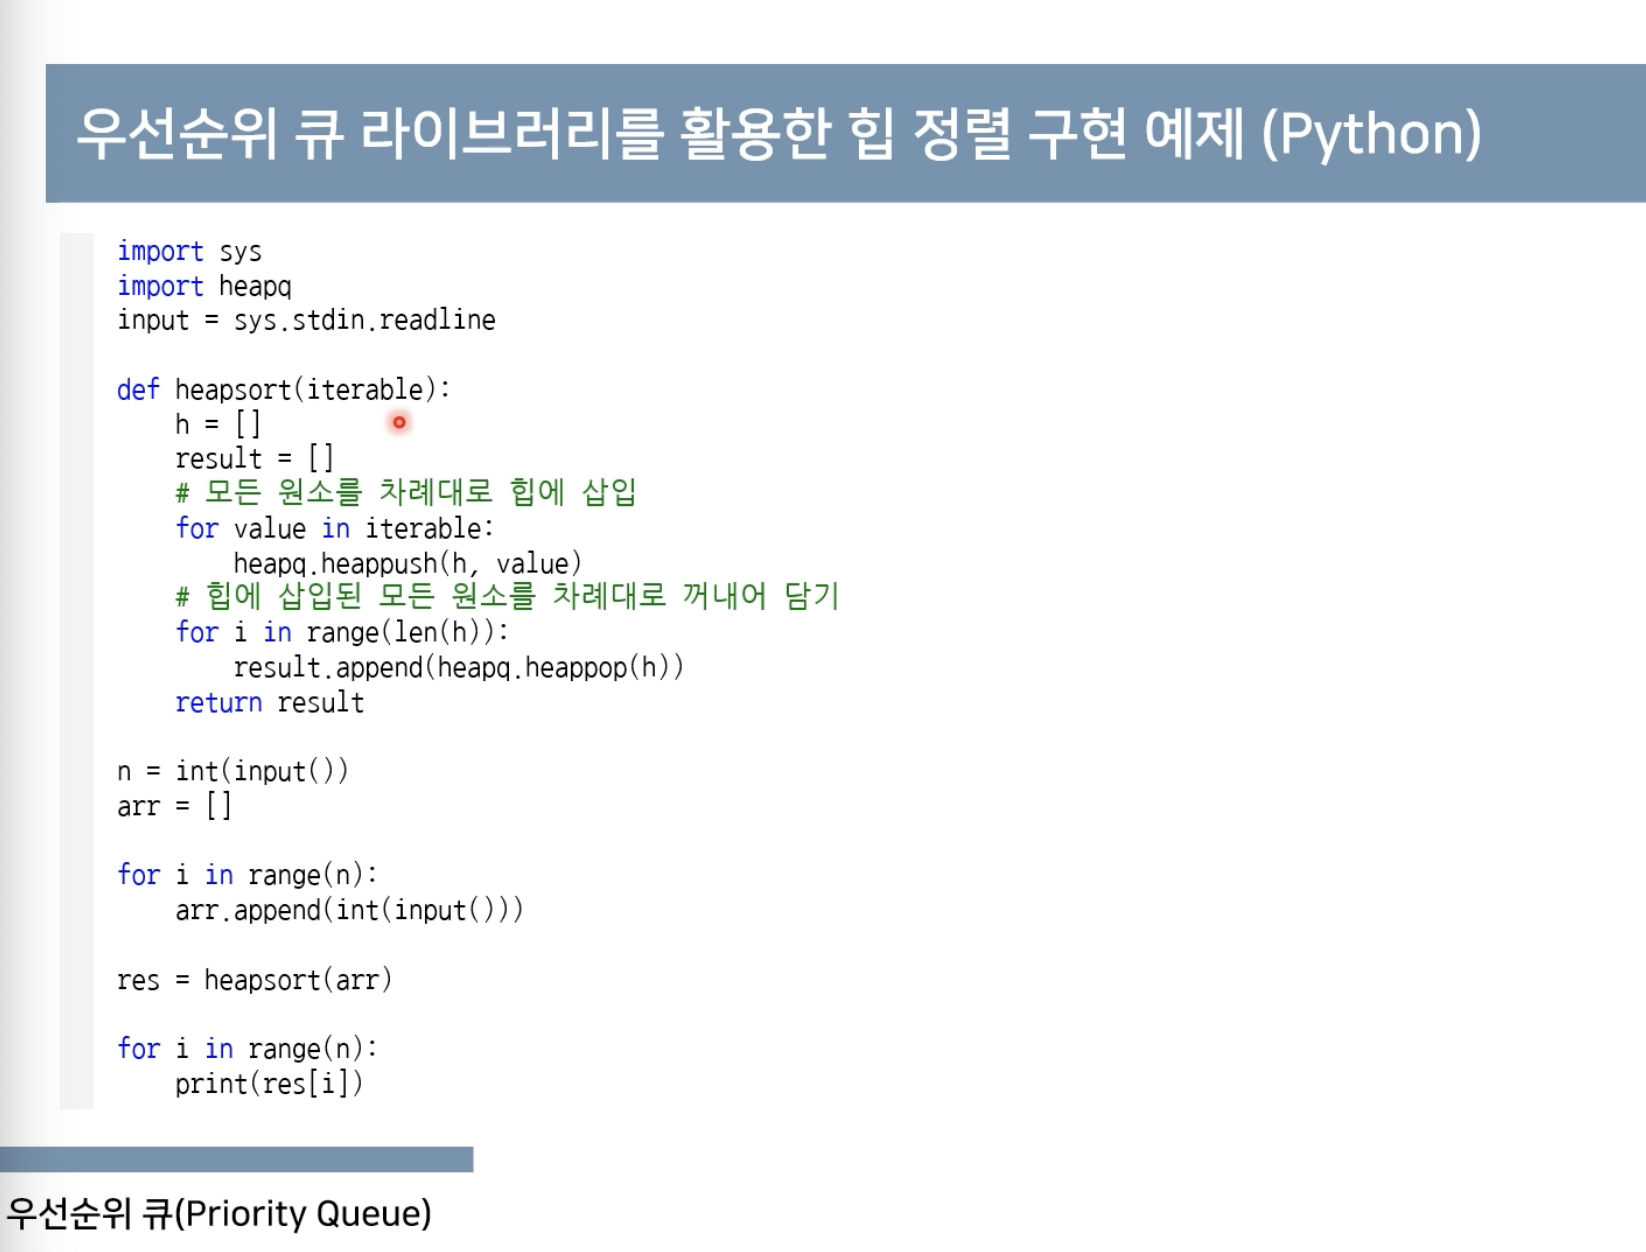 우선순위 큐 라이브러리를 활용한 힙 정렬 구현 예제 (Python)
import sys
import heapq
input = sys.stdin.readline
def heapsort(iterable):
    h = []
    result = []
    # 모든 원소를 차례대로 힙에 삽입
    for value in iterable:
        heapq.heappush(h, value)
    # 힙에 삽입된 모든 원소를 차례대로 꺼내어 담기
    for i in range(len(h)):
        result.append(heapq.heappop(h))
    return result
n = int(input())
arr = []
for i in range(n):
    arr.append(int(input()))
res = heapsort(arr)
for i in range(n):
    print(res[i])
우선순위 큐(Priority Queue)